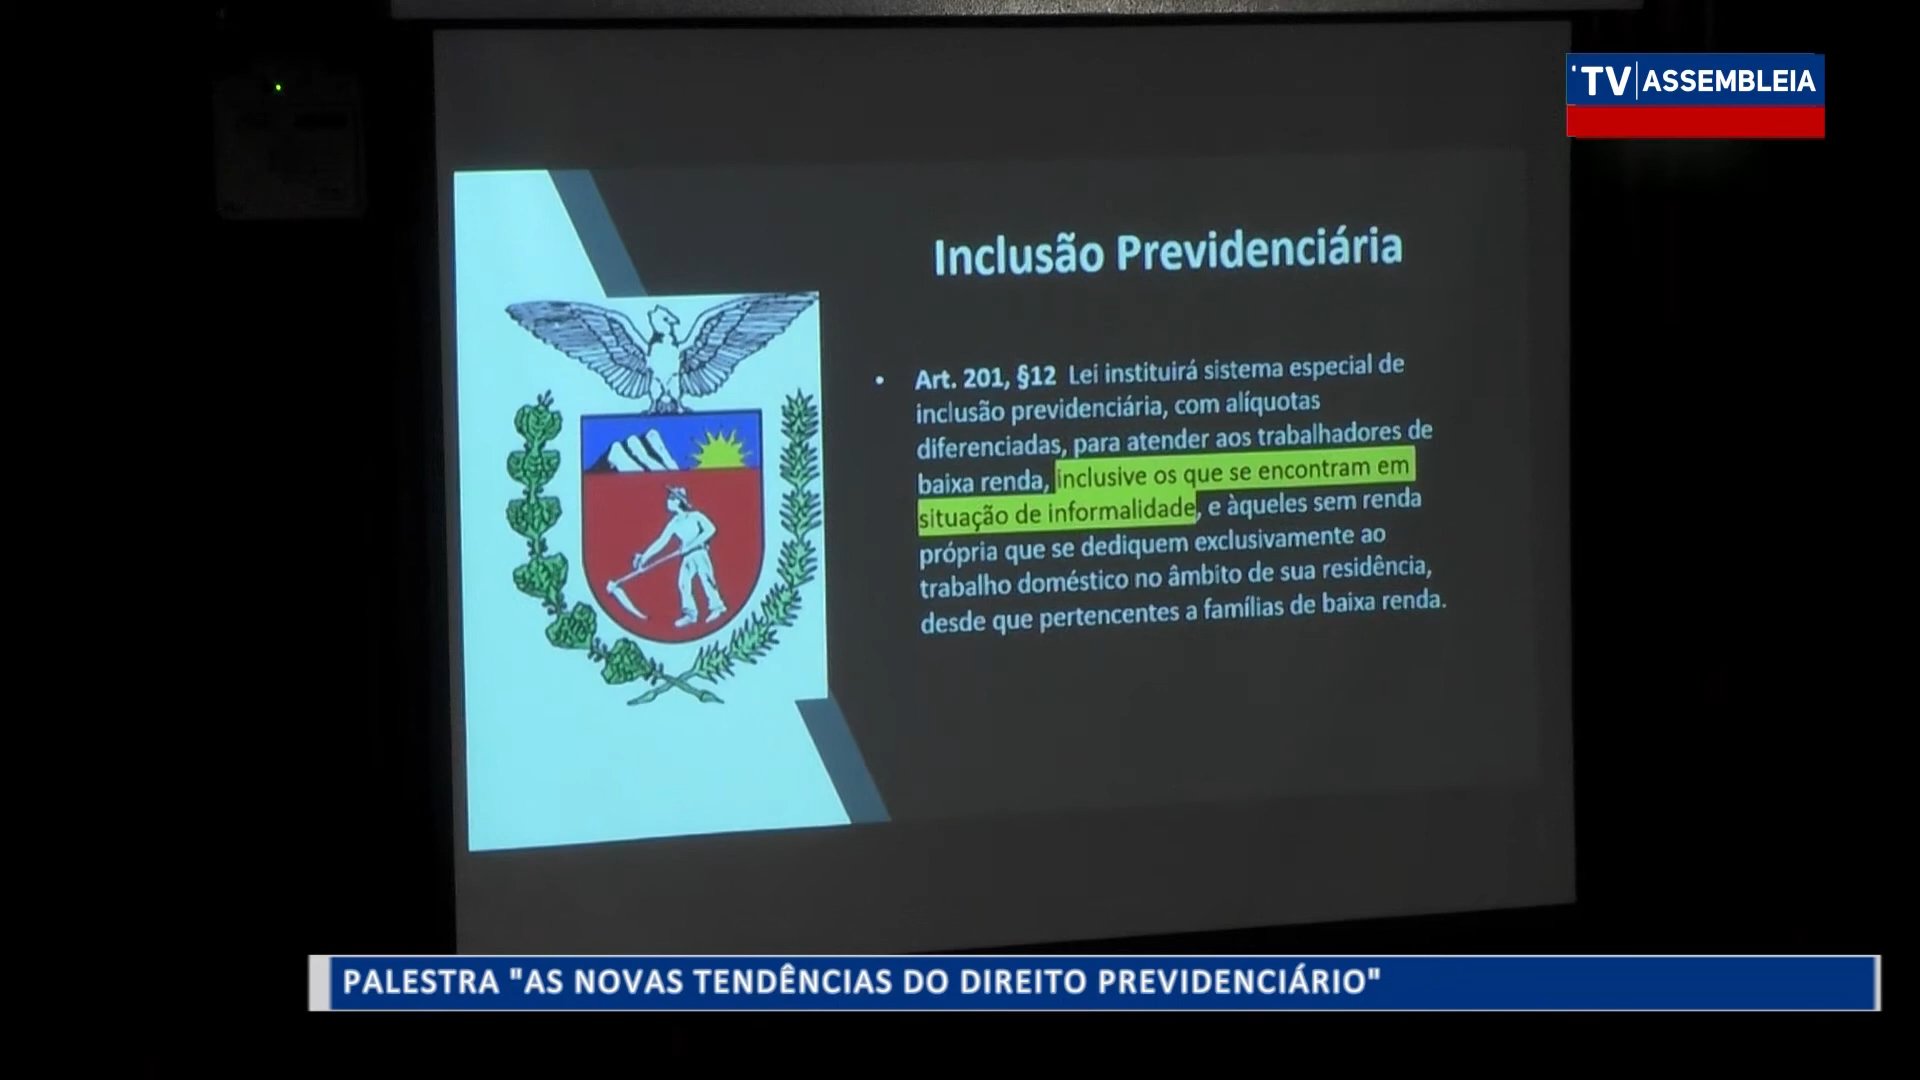 TV ASSEMBLEIA
Inclusão Previdenciária
• Art. 201, §12 Lei instituirá sistema especial de
inclusão previdenciária, com alíquotas
diferenciadas, para atender aos trabalhadores de
baixa renda, inclusive os que se encontram em
situação de informalidade, e àqueles sem renda
própria que se dediquem exclusivamente ao
trabalho doméstico no âmbito de sua residência,
desde que pertencentes a famílias de baixa renda.
PALESTRA "AS NOVAS TENDÊNCIAS DO DIREITO PREVIDENCIÁRIO"